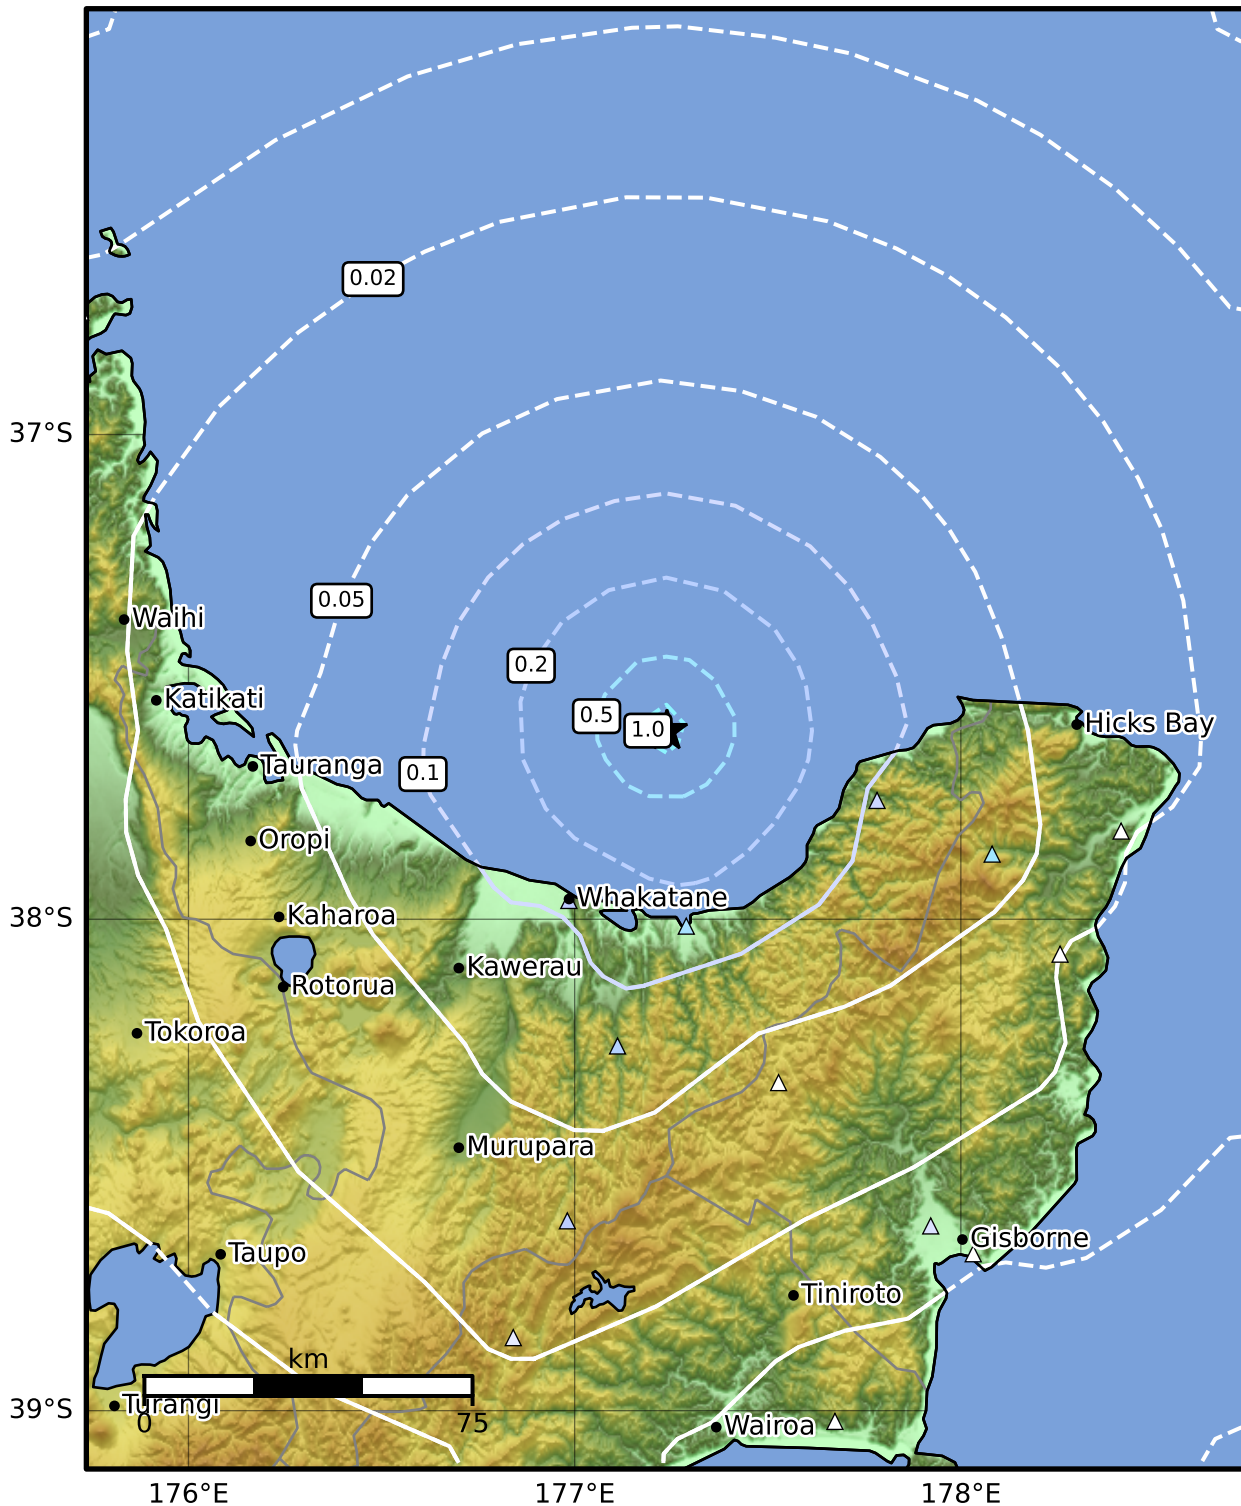 0.02
37°S
0.05
Waihi
0.2
Katikati
0.5
1.0
Hicks Bay
Tauranga
0.1
Oropi
Whakatane
38°S
Kaharoa
Kawerau
Rotorua
Tokoroa
Murupara
Gisborne
Taupo
Tiniroto
km
Turangi
39°S
0
75
Wairoa
176°E
177°E
178°E